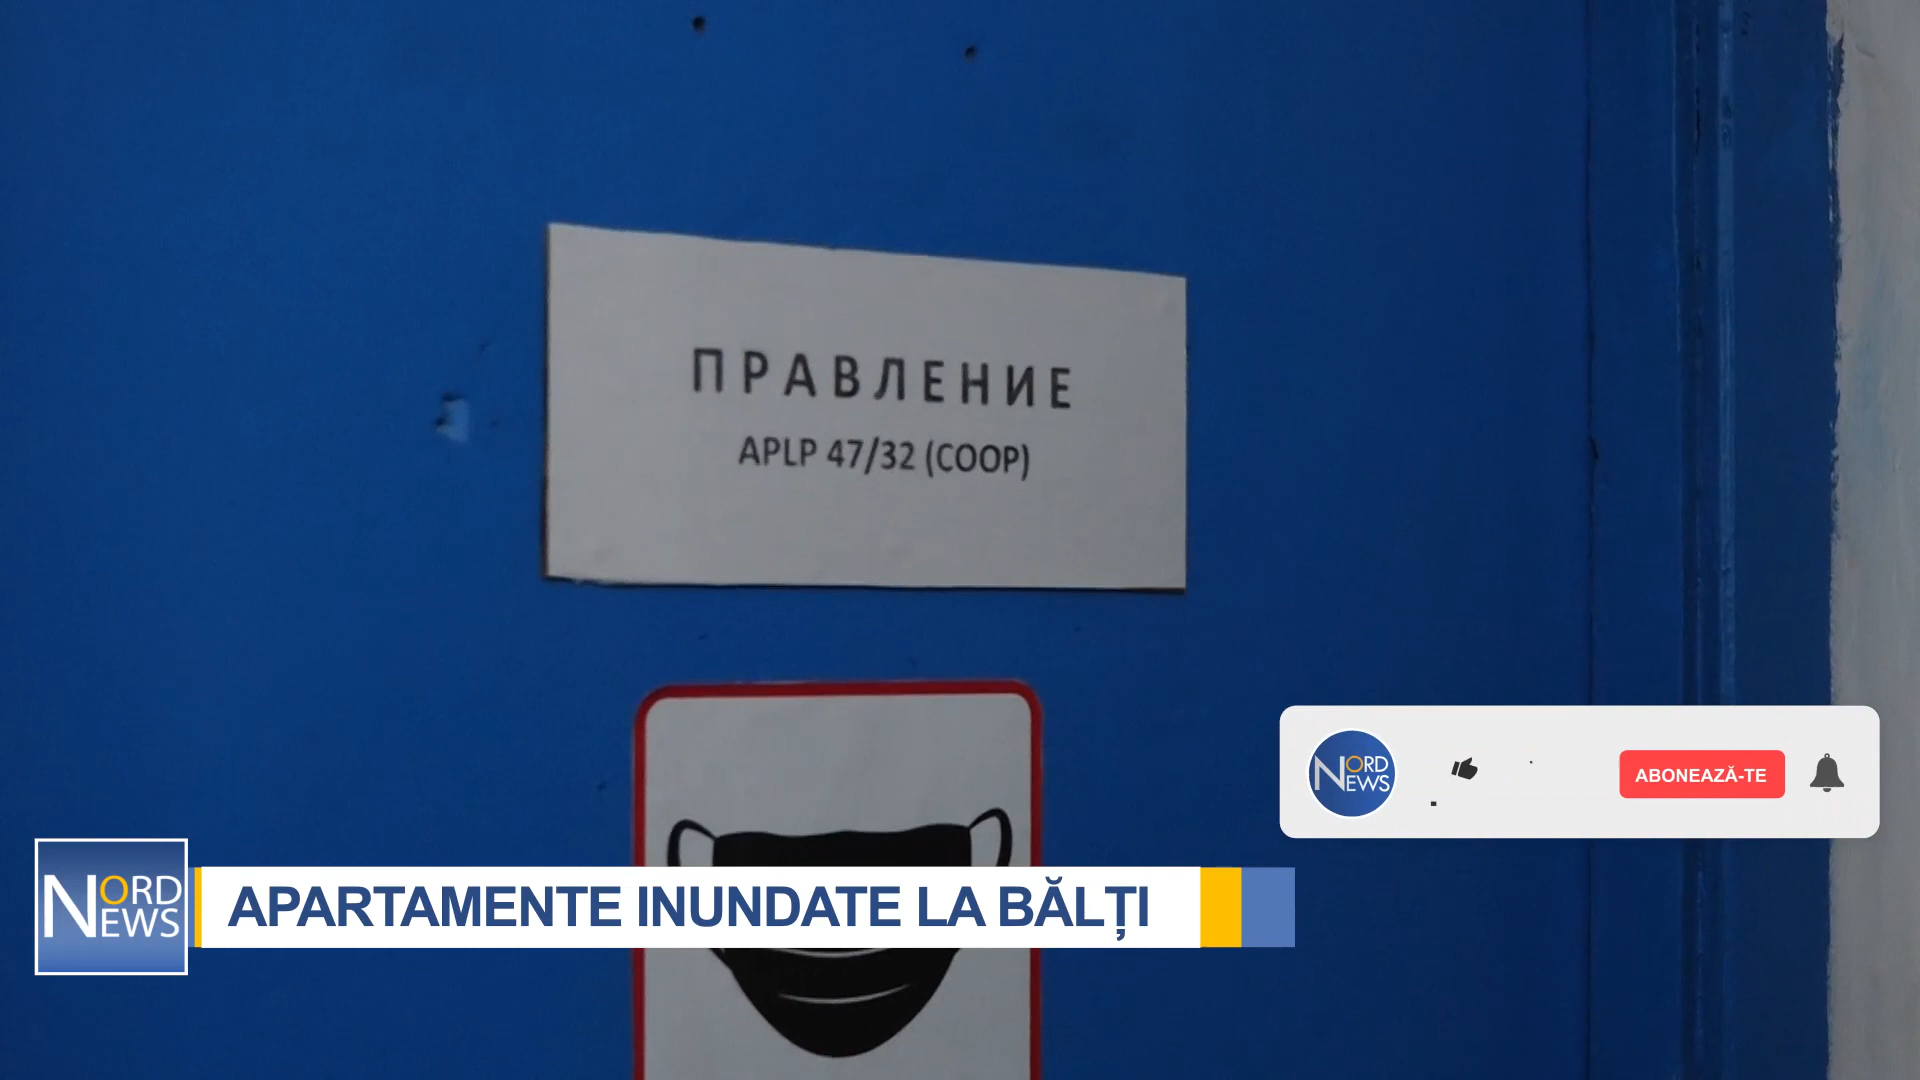 ПРАВЛЕНИЕ
APLP 47/32 (COOP)
NORD
NEWS
ABONEAZĂ-TE
NORD
NEWS
APARTAMENTE INUNDATE LA BĂLȚI